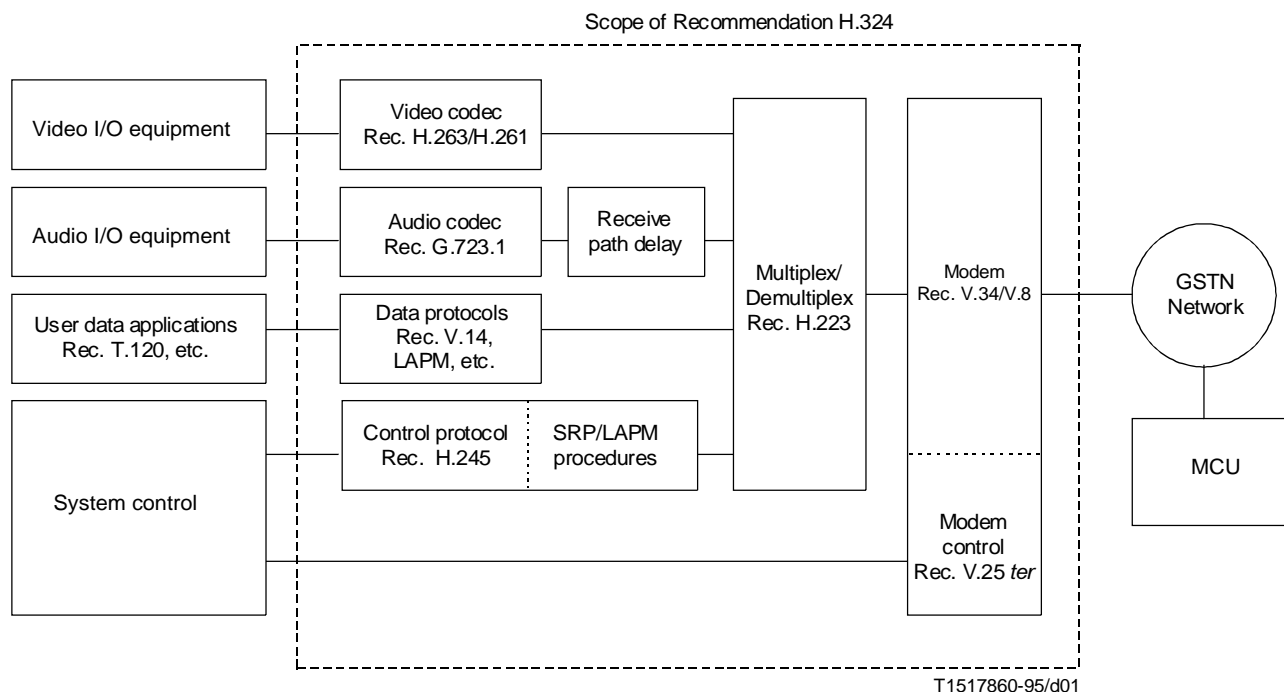 Scope of Recommendation H.324
Video I/O equipment
Video codec
Rec. H.263/H.261
Audio I/O equipment
Audio codec
Rec. G.723.1
Receive
path delay
User data applications
Rec. T.120, etc.
Data protocols
Rec. V.14,
LAPM, etc.
System control
Control protocol
Rec. H.245
SRP/LAPM
procedures
Multiplex/
Demultiplex
Rec. H.223
Modem
Rec. V.34/V.8
Modem
control
Rec. V.25 ter
GSTN
Network
MCU
T1517860-95/d01